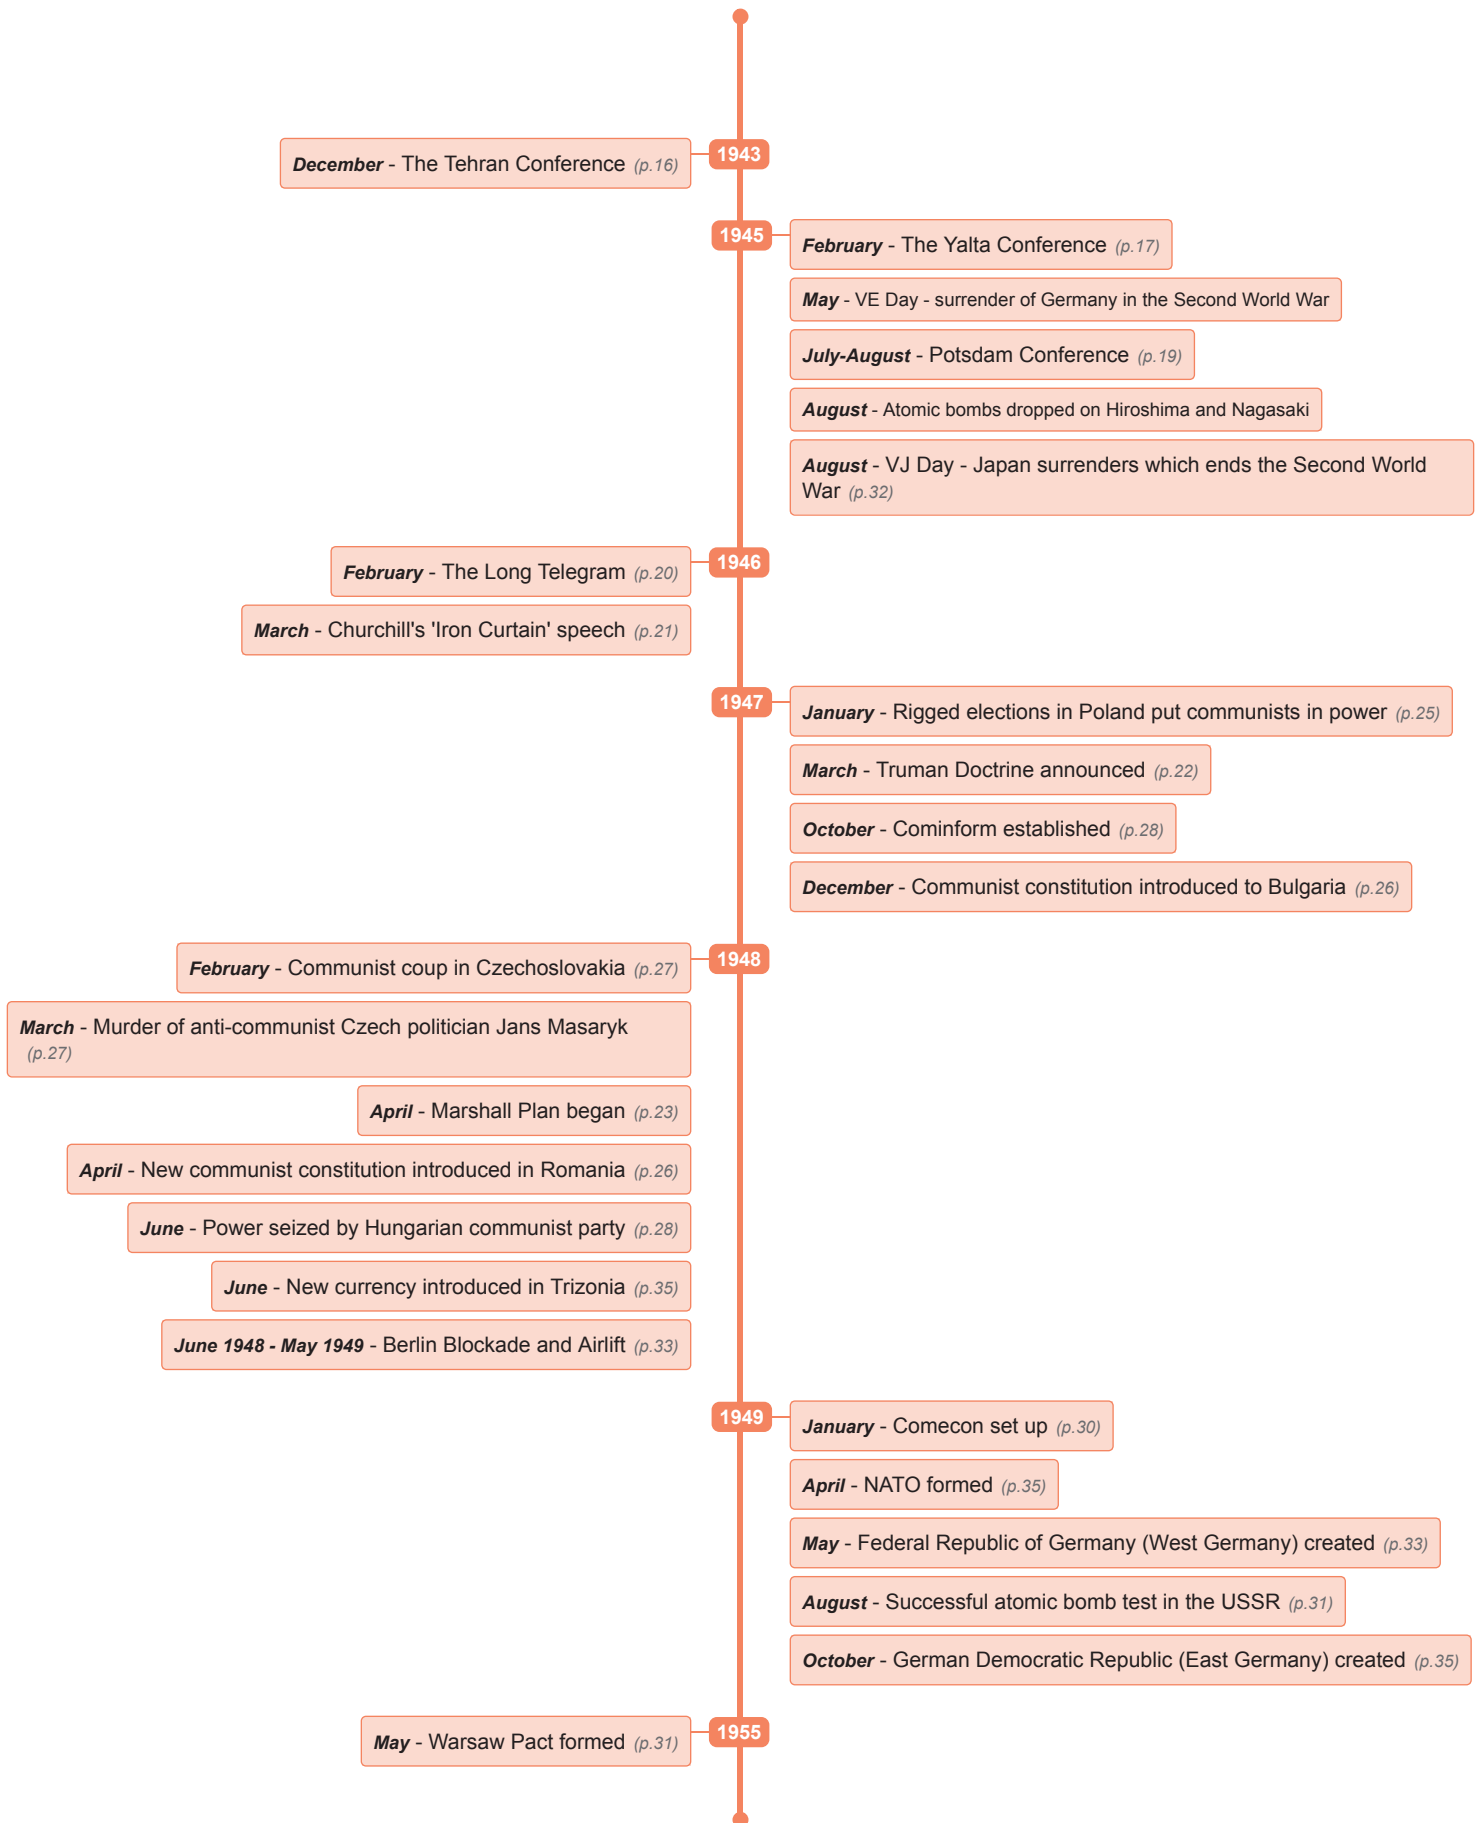 1943
December - The Tehran Conference (p.16)
1945
February - The Yalta Conference (p.17)
May - VE Day - surrender of Germany in the Second World War
July-August - Potsdam Conference (p.19)
August - Atomic bombs dropped on Hiroshima and Nagasaki
August - VJ Day - Japan surrenders which ends the Second World
War (p.32)
1946
February - The Long Telegram (p.20)
March - Churchill's 'Iron Curtain' speech (p.21)
1947
January - Rigged elections in Poland put communists in power (p.25)
March - Truman Doctrine announced (p.22)
October - Cominform established (p.28)
December - Communist constitution introduced to Bulgaria (p.26)
1948
February - Communist coup in Czechoslovakia (p.27)
March - Murder of anti-communist Czech politician Jans Masaryk
(p.27)
April - Marshall Plan began (p.23)
April - New communist constitution introduced in Romania (p.26)
June - Power seized by Hungarian communist party (p.28)
June - New currency introduced in Trizonia (p.35)
June 1948 - May 1949 - Berlin Blockade and Airlift (p.33)
1949
January - Comecon set up (p.30)
April - NATO formed (p.35)
May - Federal Republic of Germany (West Germany) created (p.33)
August - Successful atomic bomb test in the USSR (p.31)
October - German Democratic Republic (East Germany) created (p.35)
1955
May - Warsaw Pact formed (p.31)